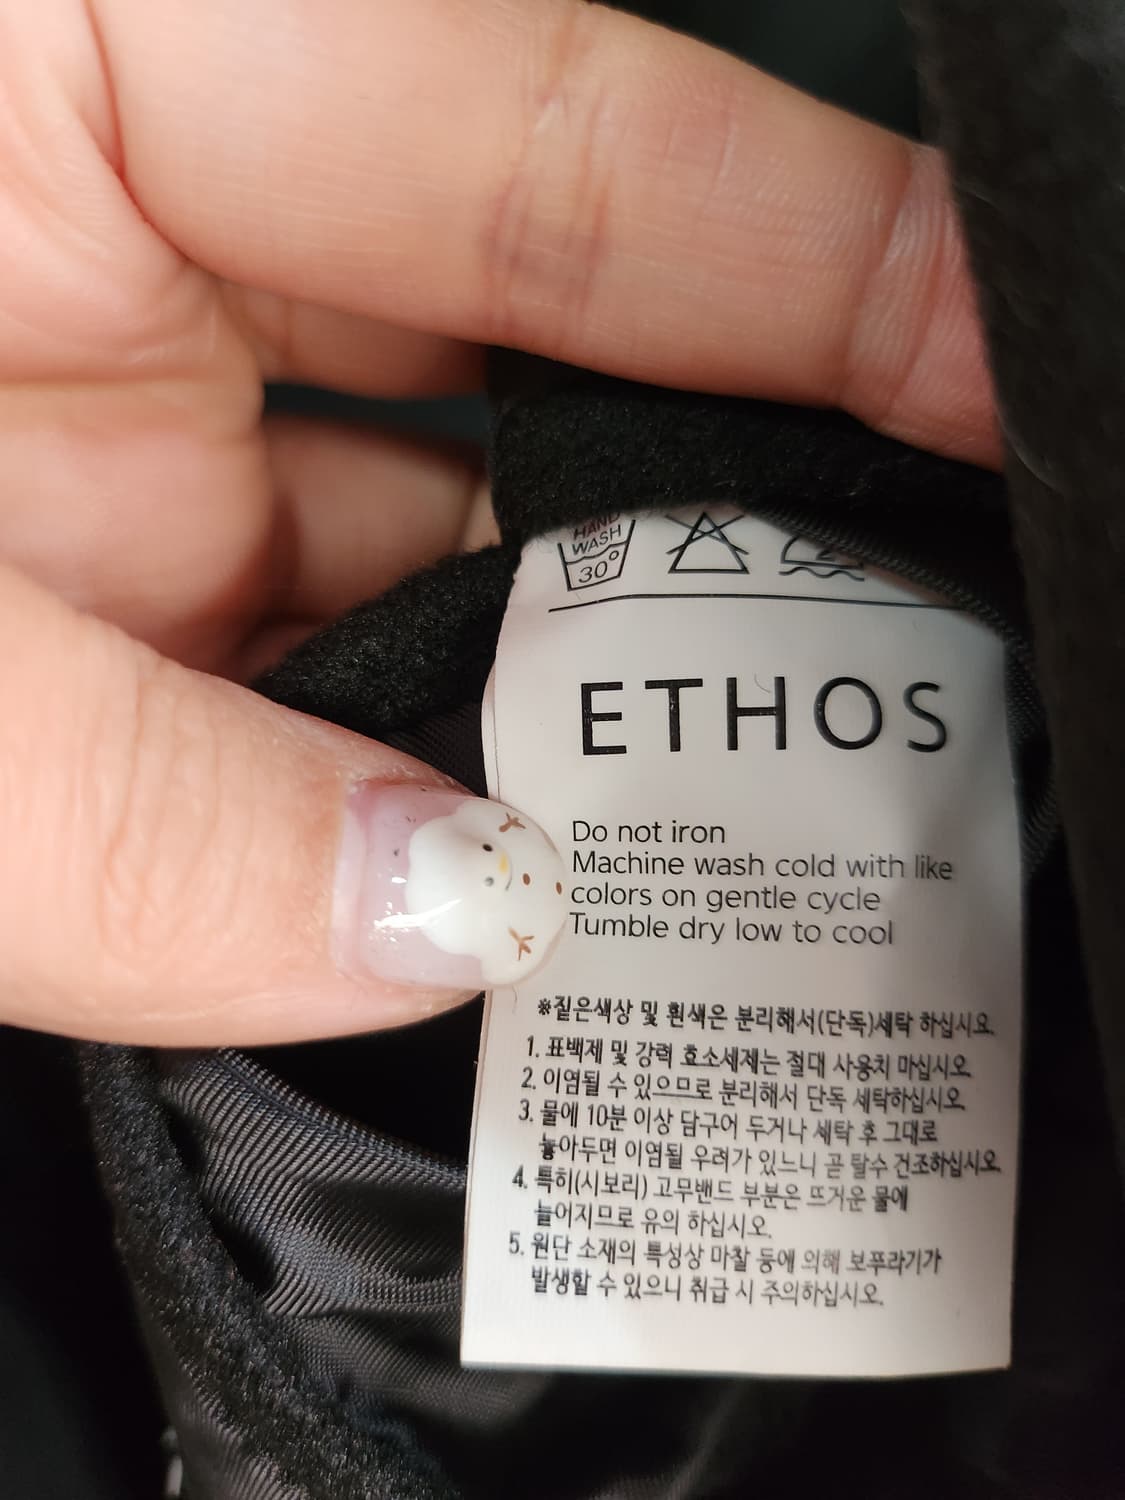 HAND
WASH
30°
ETHOS
Do not iron
Machine wash cold with like
colors on gentle cycle
Tumble dry low to cool
※짙은색상 및 흰색은 분리해서(단독)세탁 하십시요.
1. 표백제 및 강력 효소세제는 절대 사용치 마십시오.
2. 이염될 수 있으므로 분리해서 단독 세탁하십시오.
3. 물에 10분 이상 담구어 두거나 세탁 후 그대로
놓아두면 이염될 우려가 있느니 곧 탈수 건조하십시오.
4. 특히(시보리) 고무밴드 부분은 뜨거운 물에
늘어지므로 유의 하십시오.
5. 원단 소재의 특성상 마찰 등에 의해 보푸라기가
발생할 수 있으니 취급 시 주의하십시오.